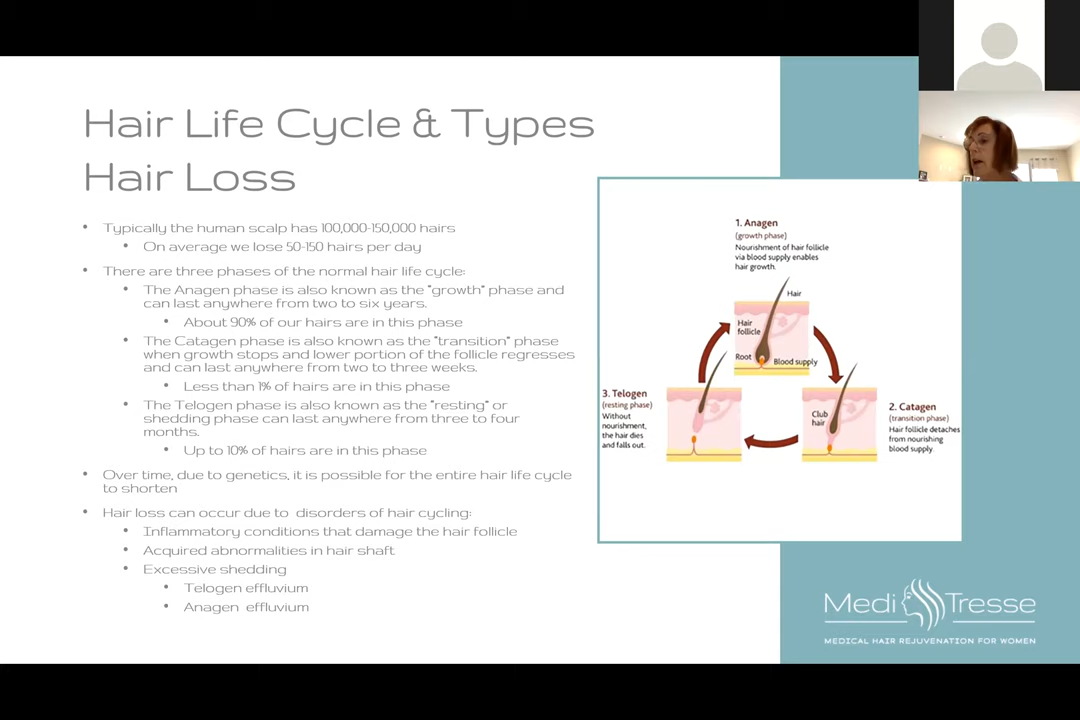 Hair Life Cycle & Types
Hair Loss
• Typically the human scalp has 100,000-150,000 hairs
• On average we lose 50-150 hairs per day
• There are three phases of the normal hair life cycle:
• The Anagen phase is also known as the "growth" phase and
can last anywhere from two to six years.
• About 90% of our hairs are in this phase
• The Catagen phase is also known as the "transition" phase
when growth stops and lower portion of the follicle regresses
and can last anywhere from two to three weeks.
• Less than 1% of hairs are in this phase
• The Telogen phase is also known as the "resting" or
shedding phase can last anywhere from three to four
months.
• Up to 10% of hairs are in this phase
• Over time, due to genetics, it is possible for the entire hair life cycle
to shorten
• Hair loss can occur due to disorders of hair cycling:
• Inflammatory conditions that damage the hair follicle
• Acquired abnormalities in hair shaft
• Excessive shedding
• Telogen effluvium
• Anagen effluvium
1. Anagen
(growth phase)
Nourishment of hair follicle
via blood supply enables
hair growth.
Hair
Hair
follicle
Root
Blood supply
2. Catagen
(transition phase)
Hair follicle detaches
from nourishing
blood supply.
Club
hair
3. Telogen
(resting phase)
Without
nourishment,
the hair dies
and falls out.
Medi Tresse
MEDICAL HAIR REJUVENATION FOR WOMEN